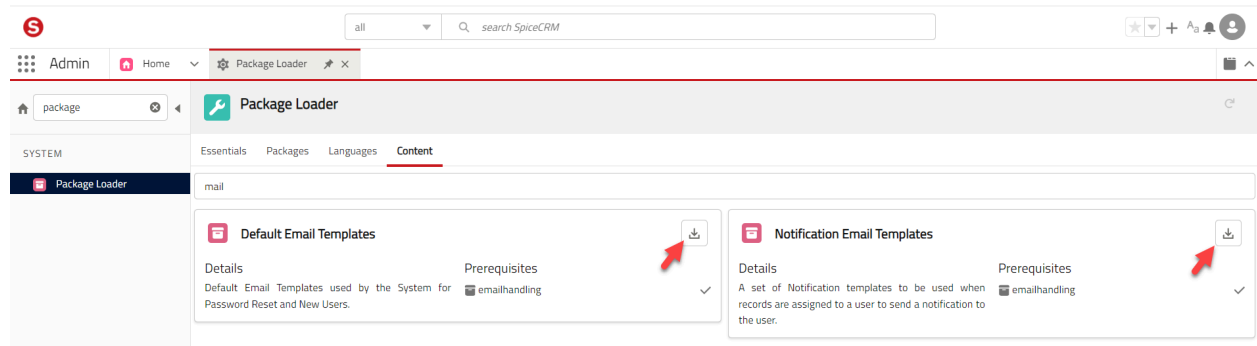 S
all
search SpiceCRM
Aa
Admin
Home
Package Loader
package
Package Loader
SYSTEM
Essentials Packages Languages Content
Package Loader
mail
Default Email Templates
Details Prerequisites
Default Email Templates used by the System for emailhandling
Password Reset and New Users.
Notification Email Templates
Details Prerequisites
A set of Notification templates to be used when emailhandling
records are assigned to a user to send a notification to
the user.